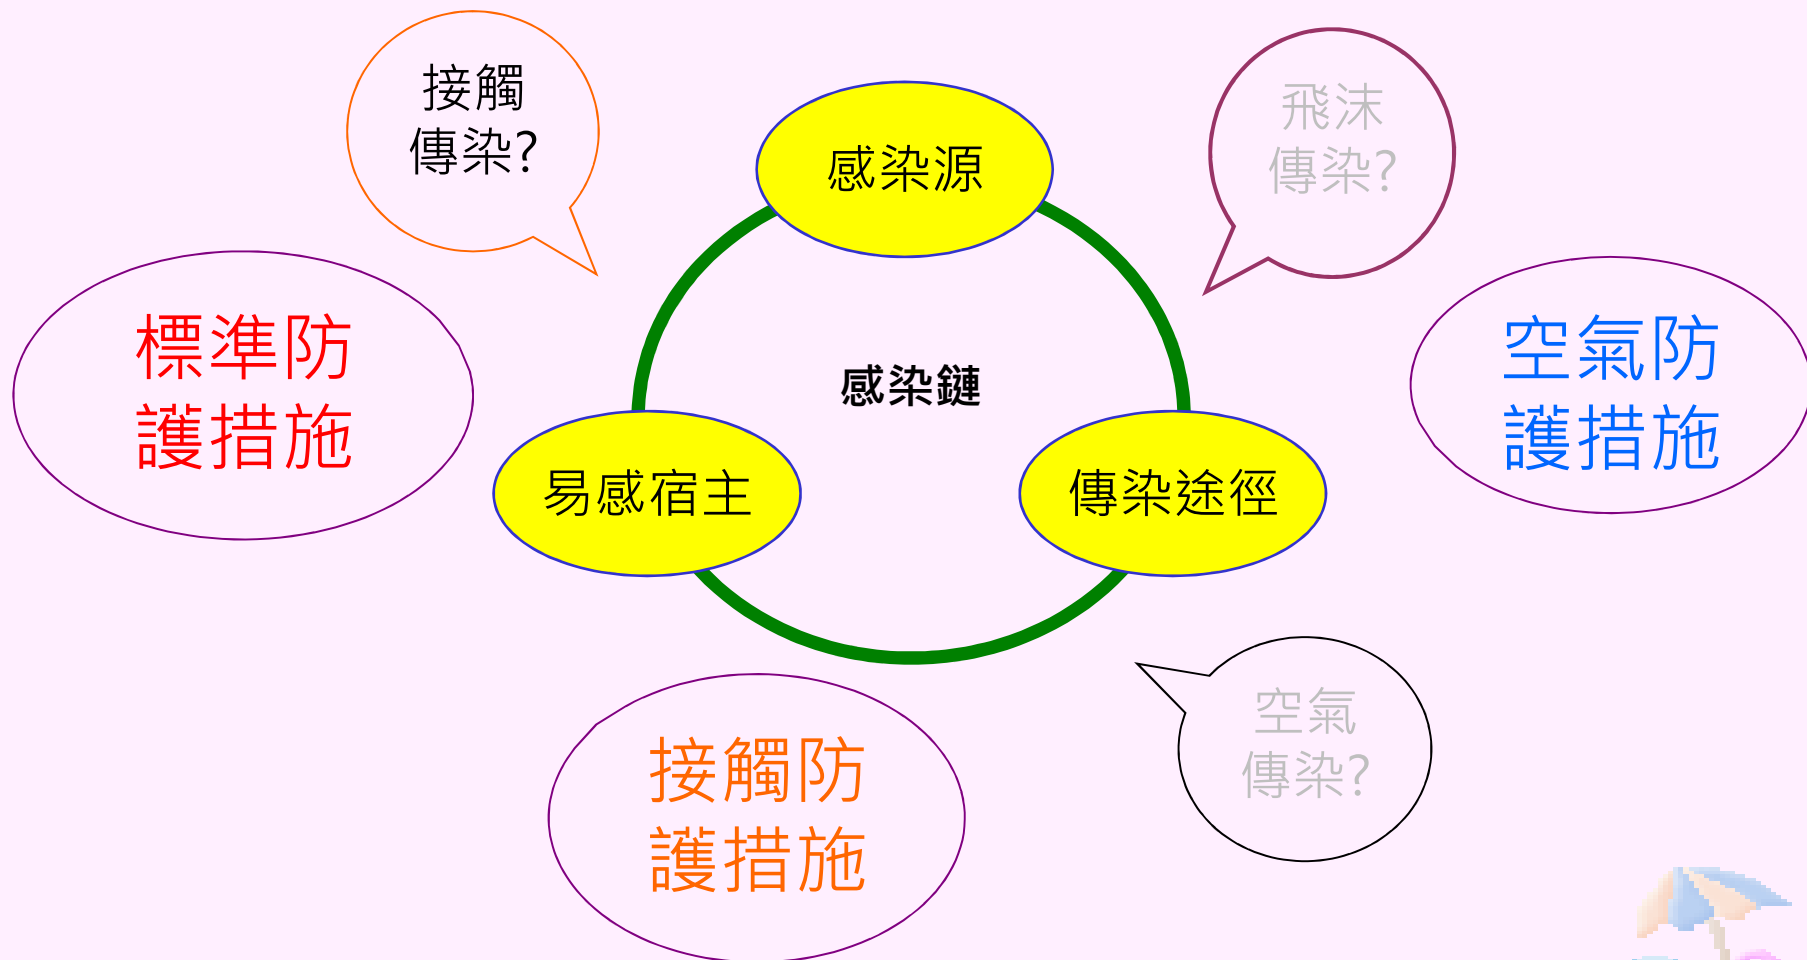 接觸
傳染?
感染源
飛沫
傳染?
標準防
護措施
感染鏈
空氣防
護措施
易感宿主
傳染途徑
接觸防
護措施
空氣
傳染?